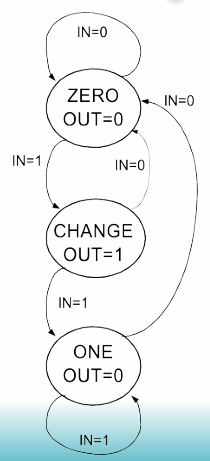 IN=0
ZERO
OUT=0
IN=0
IN=1
IN=0
CHANGE
OUT=1
IN=1
ONE
OUT=0
IN=1